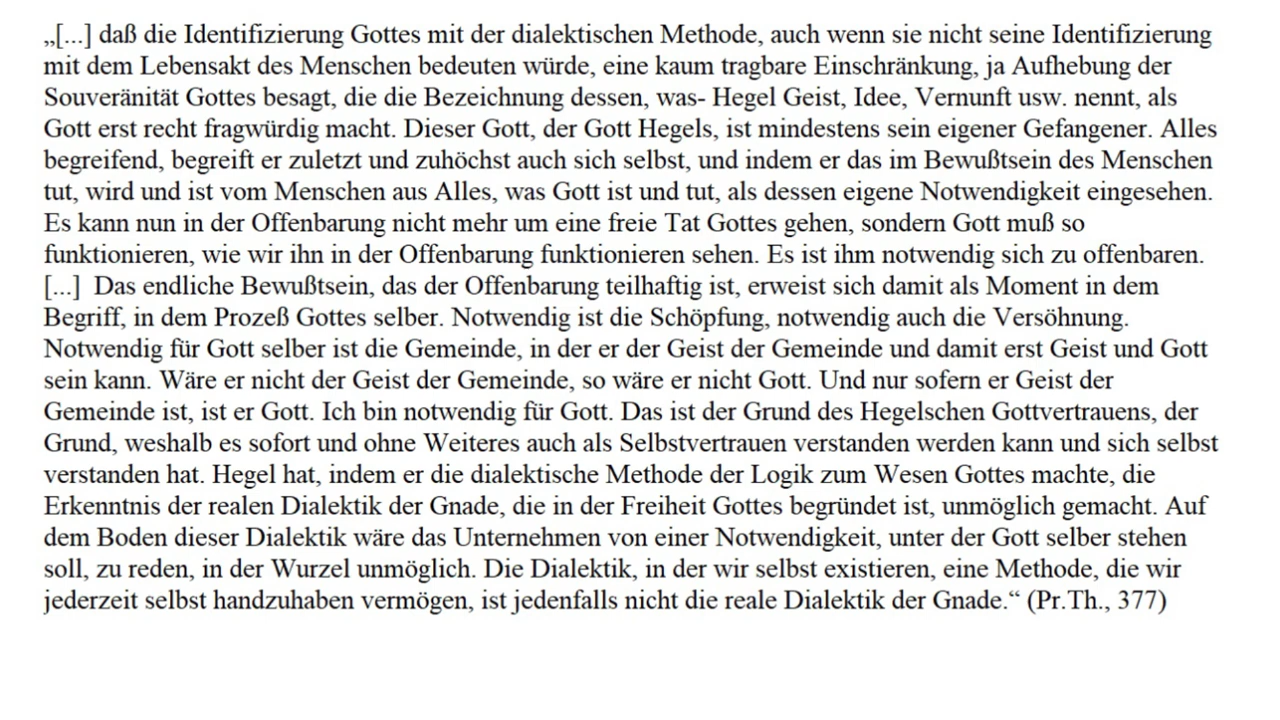 „[...] daß die Identifizierung Gottes mit der dialektischen Methode, auch wenn sie nicht seine Identifizierung
mit dem Lebensakt des Menschen bedeuten würde, eine kaum tragbare Einschränkung, ja Aufhebung der
Souveränität Gottes besagt, die die Bezeichnung dessen, was- Hegel Geist, Idee, Vernunft usw. nennt, als
Gott erst recht fragwürdig macht. Dieser Gott, der Gott Hegels, ist mindestens sein eigener Gefangener. Alles
begreifend, begreift er zuletzt und zuhöchst auch sich selbst, und indem er das im Bewußtsein des Menschen
tut, wird und ist vom Menschen aus Alles, was Gott ist und tut, als dessen eigene Notwendigkeit eingesehen.
Es kann nun in der Offenbarung nicht mehr um eine freie Tat Gottes gehen, sondern Gott muß so
funktionieren, wie wir ihn in der Offenbarung funktionieren sehen. Es ist ihm notwendig sich zu offenbaren.
[...] Das endliche Bewußtsein, das der Offenbarung teilhaftig ist, erweist sich damit als Moment in dem
Begriff, in dem Prozeß Gottes selber. Notwendig ist die Schöpfung, notwendig auch die Versöhnung.
Notwendig für Gott selber ist die Gemeinde, in der er der Geist der Gemeinde und damit erst Geist und Gott
sein kann. Wäre er nicht der Geist der Gemeinde, so wäre er nicht Gott. Und nur sofern er Geist der
Gemeinde ist, ist er Gott. Ich bin notwendig für Gott. Das ist der Grund des Hegelschen Gottvertrauens, der
Grund, weshalb es sofort und ohne Weiteres auch als Selbstvertrauen verstanden werden kann und sich selbst
verstanden hat. Hegel hat, indem er die dialektische Methode der Logik zum Wesen Gottes machte, die
Erkenntnis der realen Dialektik der Gnade, die in der Freiheit Gottes begründet ist, unmöglich gemacht. Auf
dem Boden dieser Dialektik wäre das Unternehmen von einer Notwendigkeit, unter der Gott selber stehen
soll, zu reden, in der Wurzel unmöglich. Die Dialektik, in der wir selbst existieren, eine Methode, die wir
jederzeit selbst handzuhaben vermögen, ist jedenfalls nicht die reale Dialektik der Gnade.“ (Pr.Th., 377)